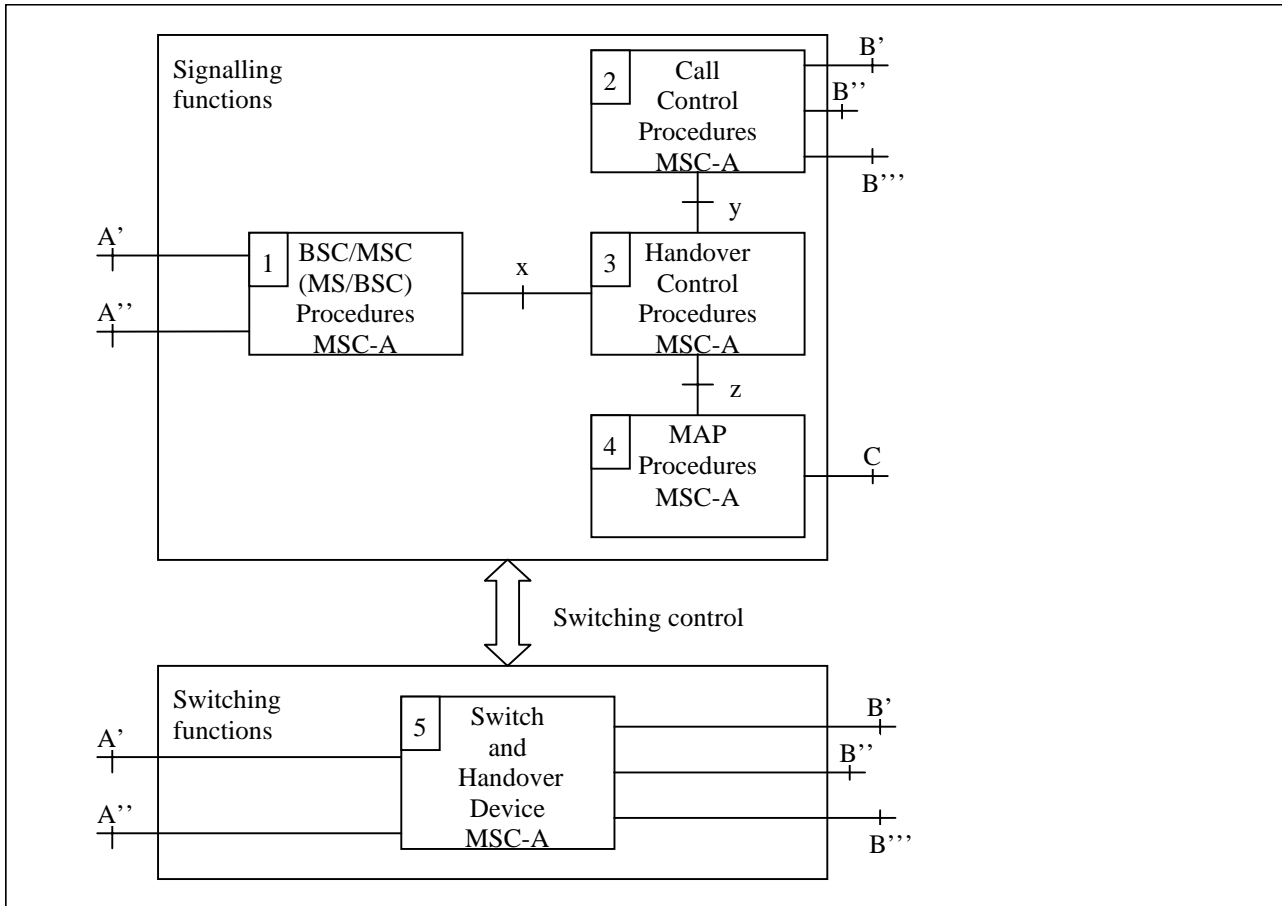 Signalling
functions
2
Call
Control
Procedures
MSC-A
B'
B''
B'''
y
A'
A''
1
BSC/MSC
(MS/BSC)
Procedures
MSC-A
x
3
Handover
Control
Procedures
MSC-A
z
4
MAP
Procedures
MSC-A
C
Switching control
Switching
functions
A'
A''
5
Switch
and
Handover
Device
MSC-A
B'
B''
B'''